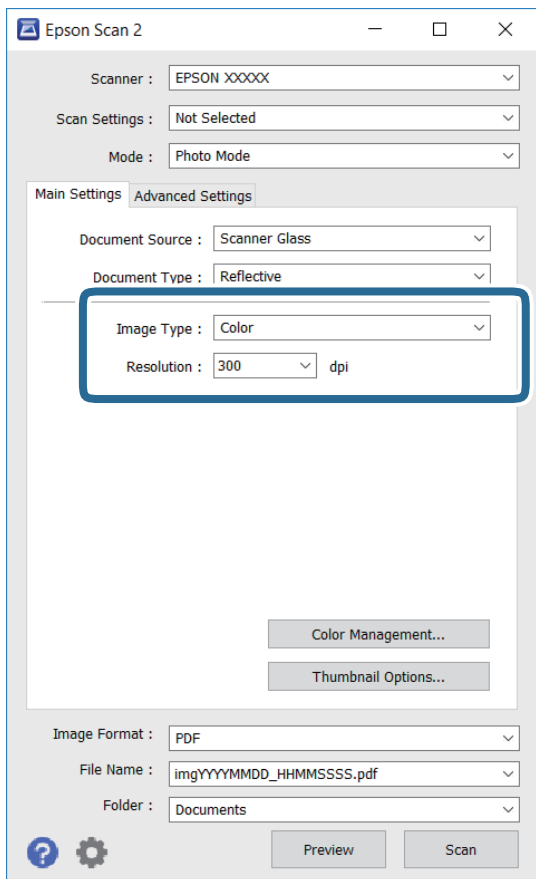 Epson Scan 2
Scanner : EPSON XXXXX
Scan Settings : Not Selected
Mode : Photo Mode
Main Settings Advanced Settings
Document Source : Scanner Glass
Document Type : Reflective
Image Type : Color
Resolution : 300 dpi
Color Management...
Thumbnail Options...
Image Format : PDF
File Name : imgYYYYMMDD_HHMMSSSS.pdf
Folder : Documents
? Preview Scan